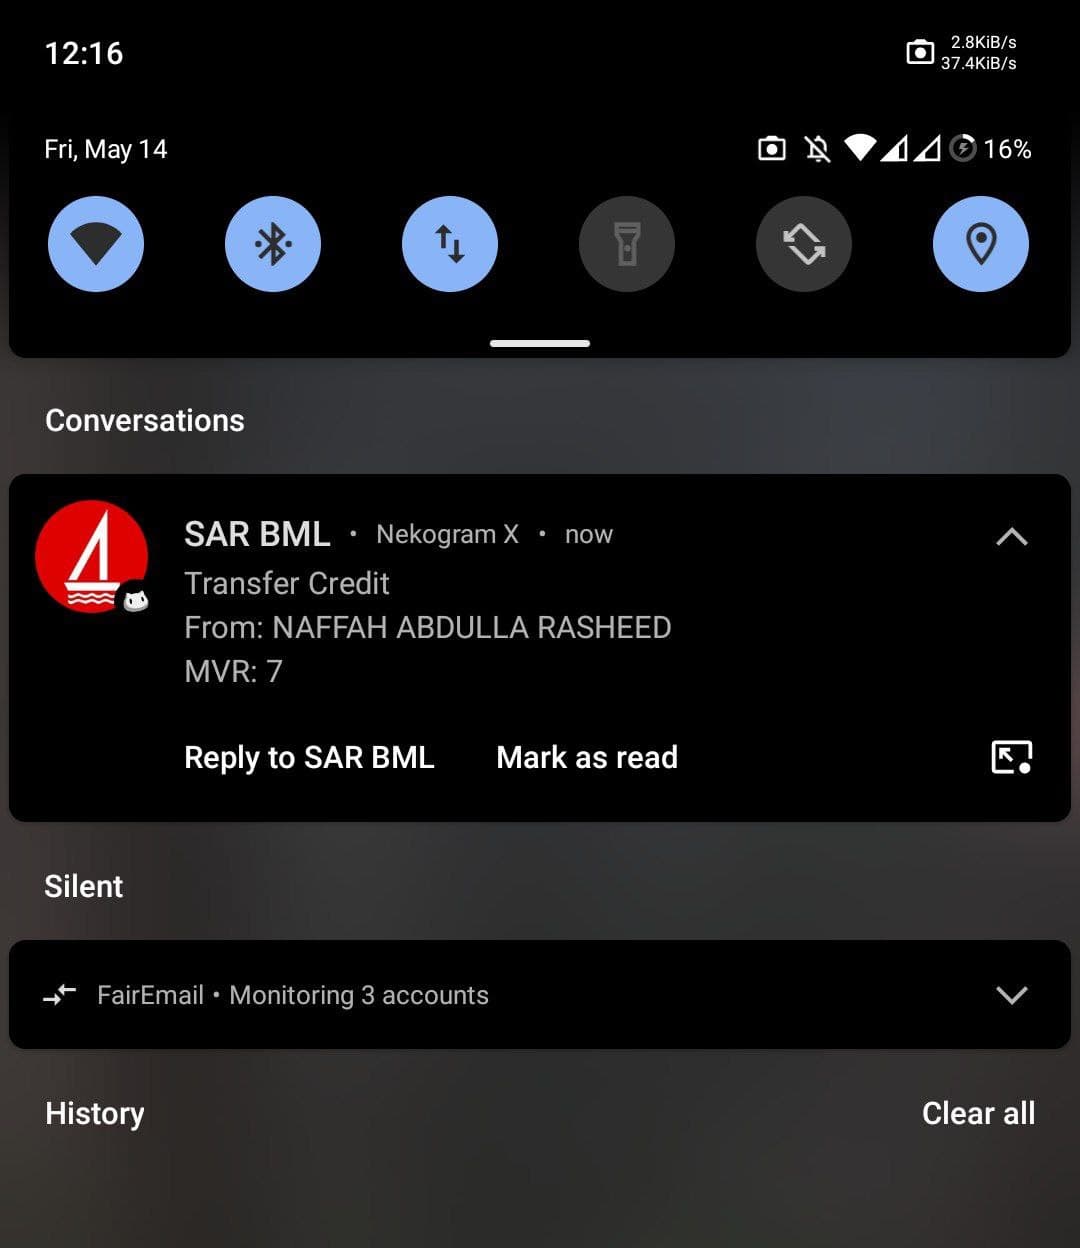 12:16
2.8KiB/s
37.4KiB/s
Fri, May 14
16%
Conversations
SAR BML • Nekogram X • now
Transfer Credit
From: NAFFAH ABDULLA RASHEED
MVR: 7
Reply to SAR BML Mark as read
Silent
FairEmail • Monitoring 3 accounts
History Clear all